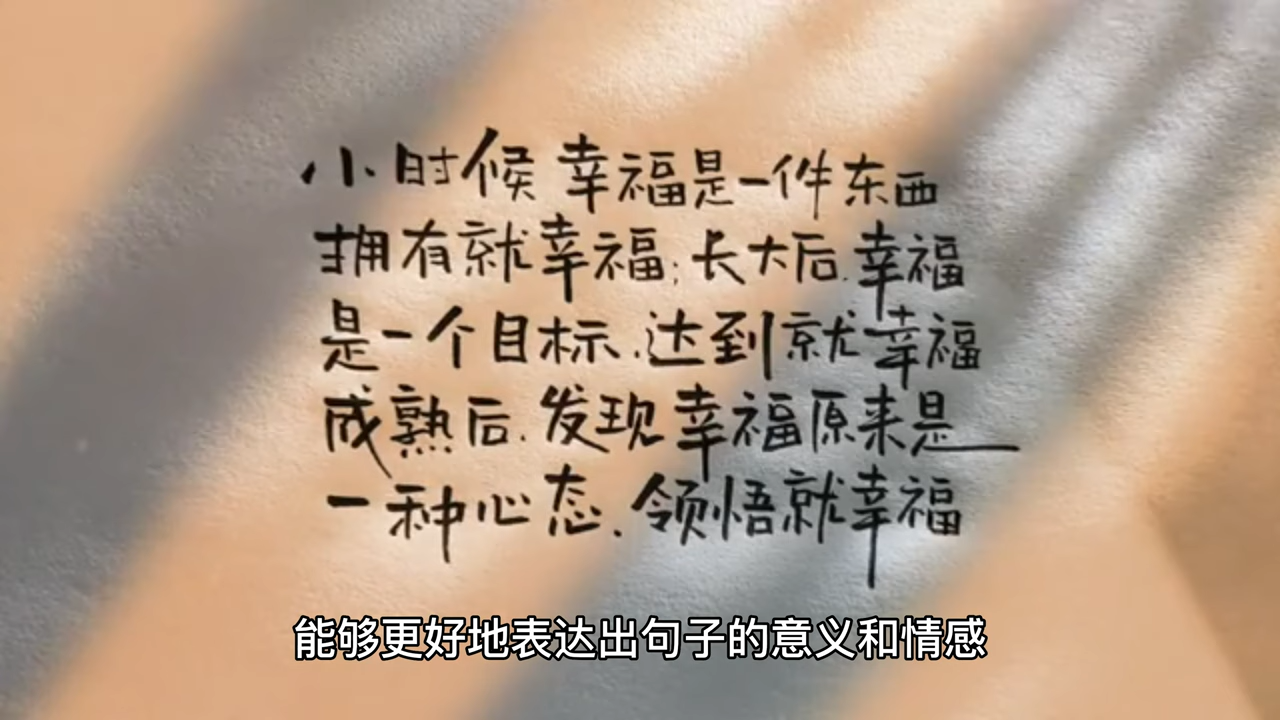 小时候 幸福是一件东西
拥有就幸福；长大后，幸福
是一个目标，达到就幸福
成熟后，发现幸福原来是
一种心态，领悟就幸福
能够更好地表达出句子的意义和情感